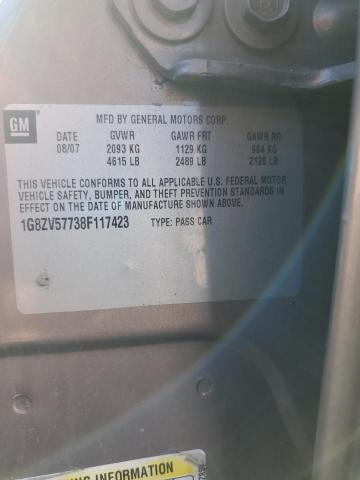 GM
MFD BY GENERAL MOTORS CORP.
DATE GVWR GAWR FRT GAWR RR
08/07 2093 KG 1129 KG 964 KG
4615 LB 2489 LB 2126 LB
THIS VEHICLE CONFORMS TO ALL APPLICABLE U.S. FEDERAL MOTOR
VEHICLE SAFETY, BUMPER, AND THEFT PREVENTION STANDARDS IN
EFFECT ON THE DATE OF MANUFACTURE SHOWN ABOVE.
1G8ZV57738F117423 TYPE: PASS CAR
ING INFORMATION